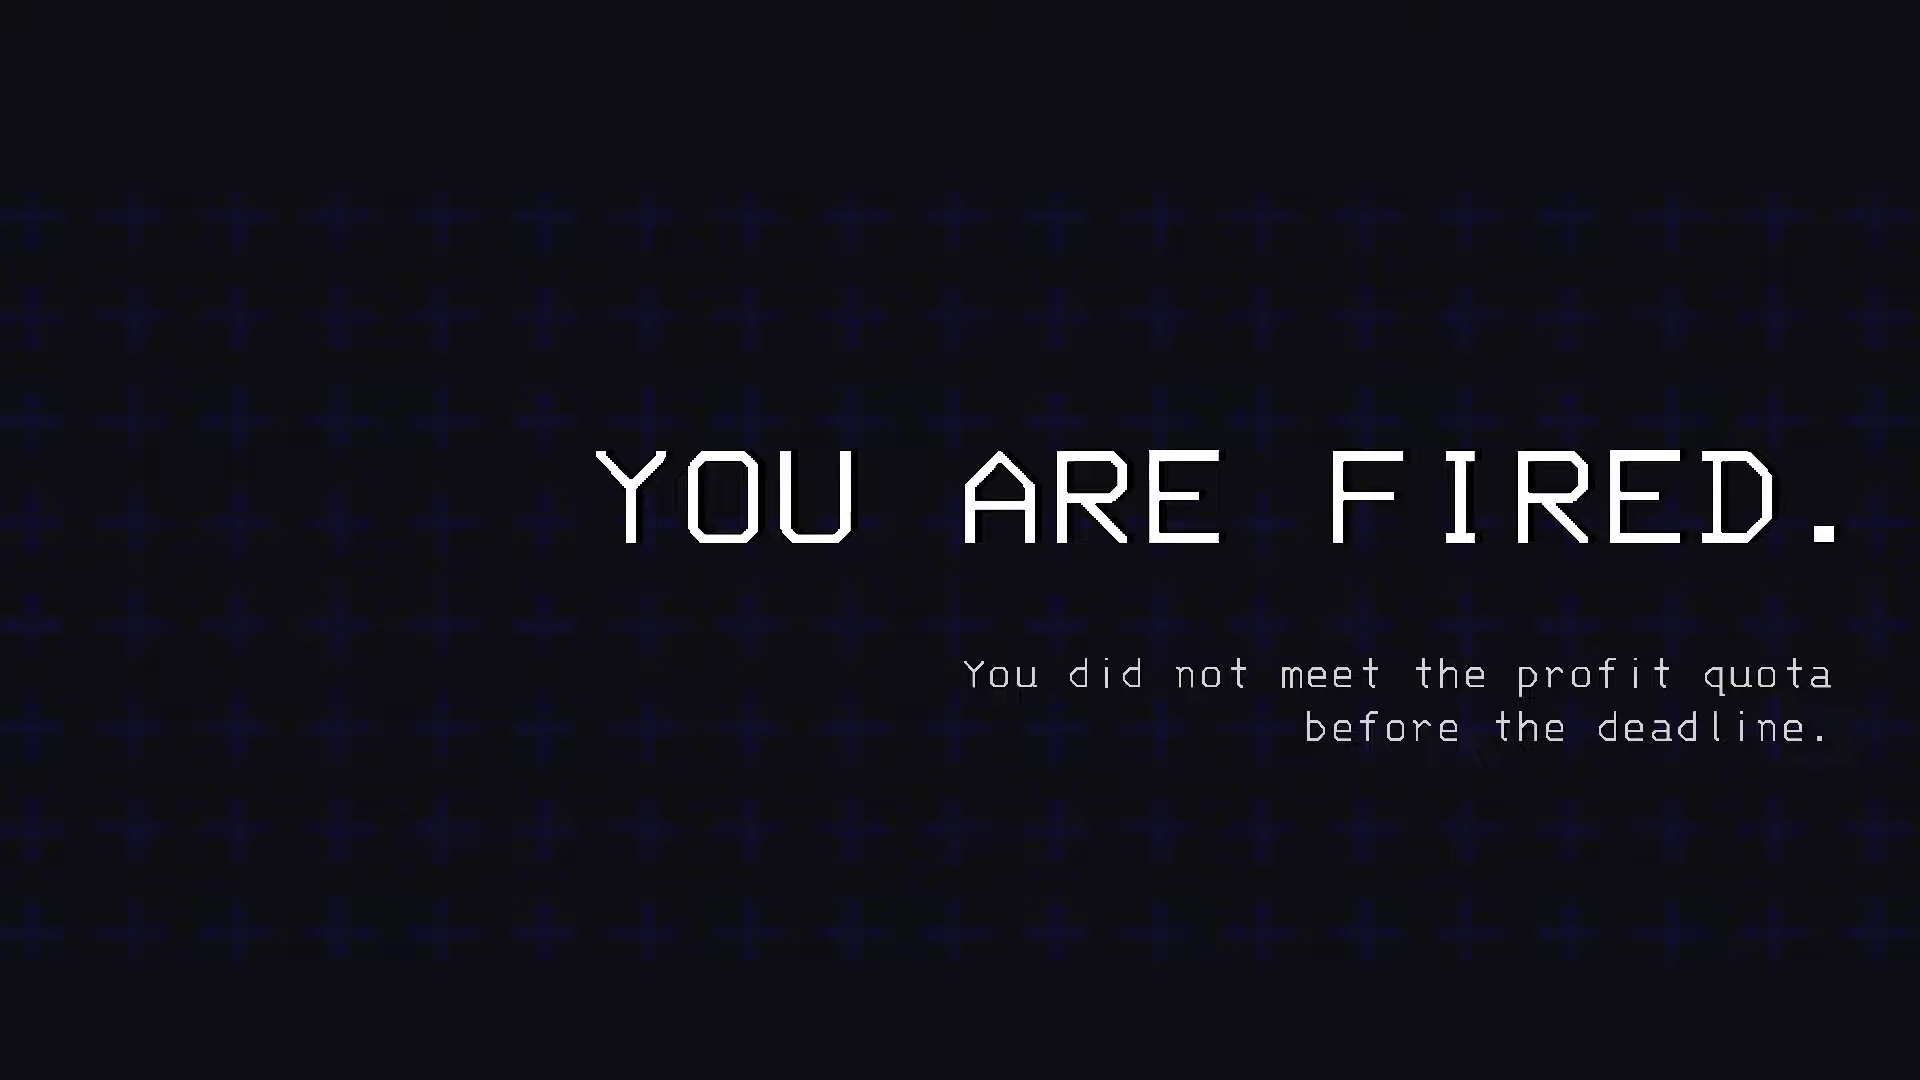 YOU ARE FIRED.
You did not meet the profit quota
before the deadline.